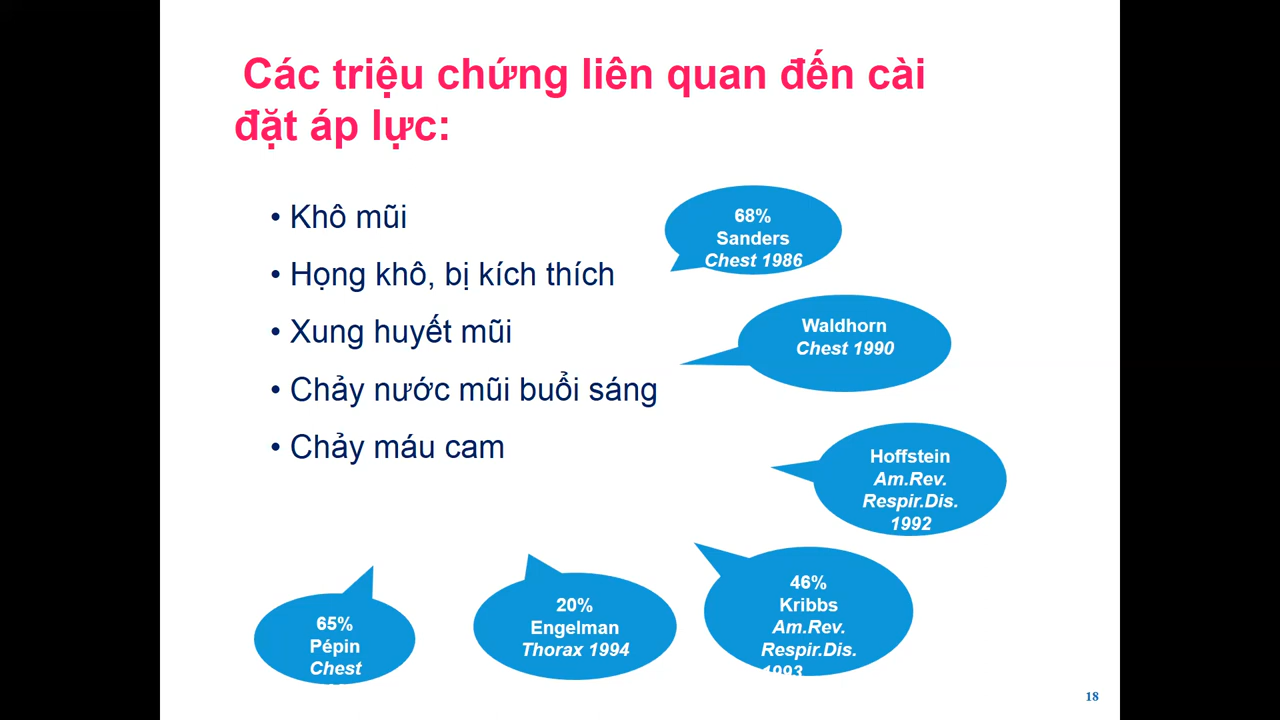 Các triệu chứng liên quan đến cài
đặt áp lực:
• Khô mũi
• Họng khô, bị kích thích
• Xung huyết mũi
• Chảy nước mũi buổi sáng
• Chảy máu cam
68%
Sanders
Chest 1986
Waldhorn
Chest 1990
Hoffstein
Am.Rev.
Respir.Dis.
1992
46%
Kribbs
Am.Rev.
Respir.Dis.
1993
20%
Engelman
Thorax 1994
65%
Pépin
Chest
18